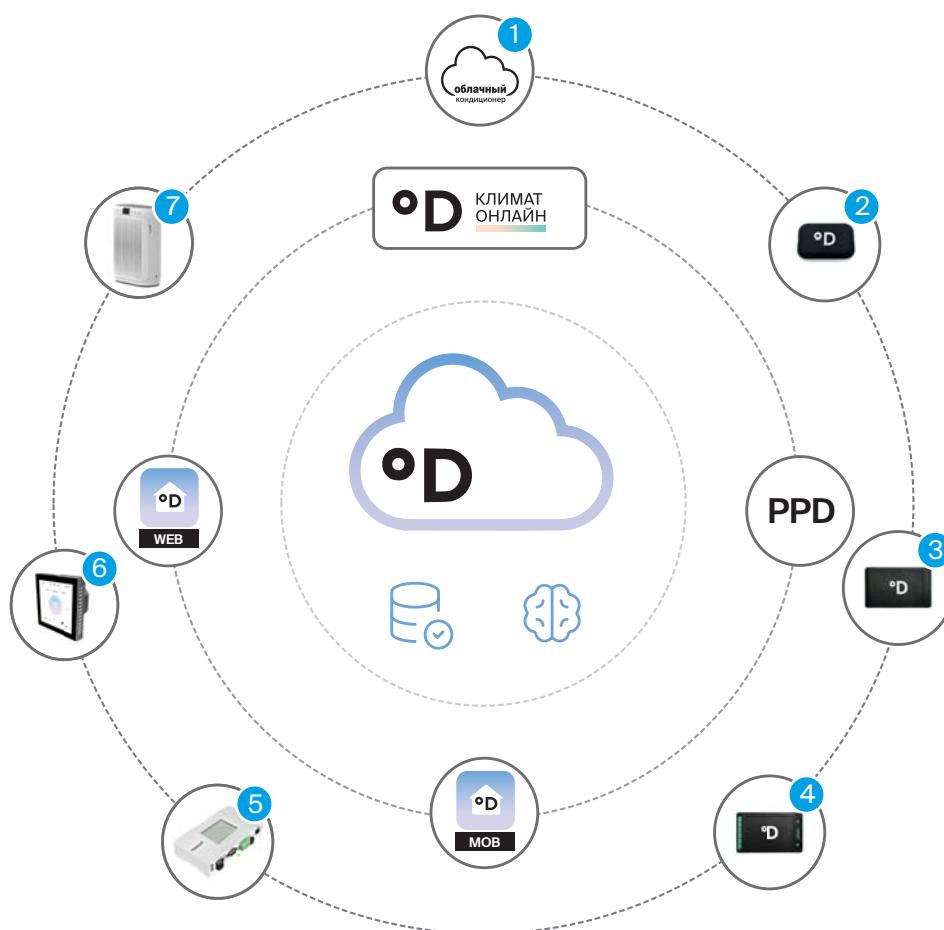 1
облачный
кондиционер
7
°D КЛИМАТ
ОНЛАЙН
2
°D
°D
°D
WEB
PPD
3
°D
6
5
°D
MOB
4
°D